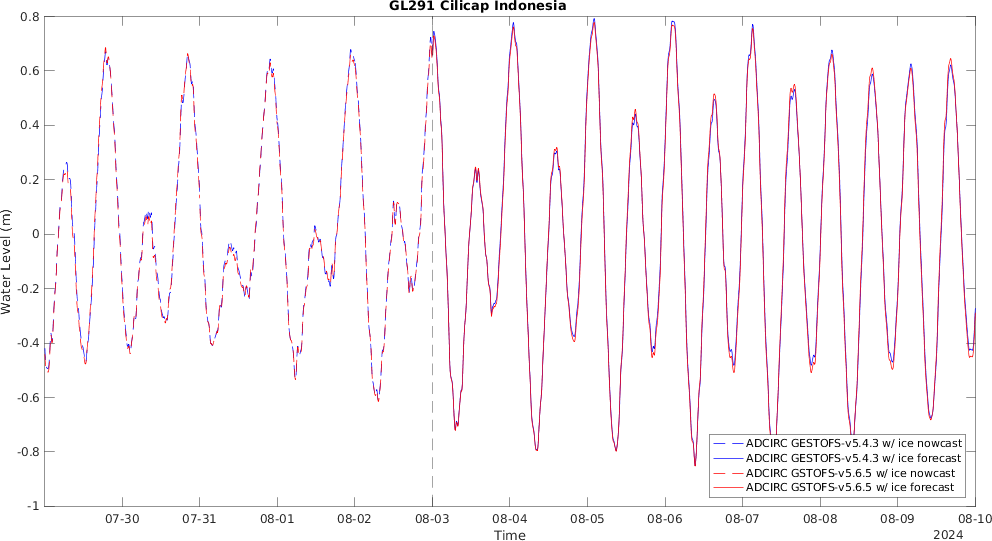 GL291 Cilicap Indonesia
0.8
0.6
0.4
0.2
0
-0.2
-0.4
-0.6
-0.8
-1
Water Level (m)
ADCIRC GESTOFS-v5.4.3 w/ ice nowcast
ADCIRC GESTOFS-v5.4.3 w/ ice forecast
ADCIRC GSTOFS-v5.6.5 w/ ice nowcast
ADCIRC GSTOFS-v5.6.5 w/ ice forecast
07-30 07-31 08-01 08-02 08-03 08-04 08-05 08-06 08-07 08-08 08-09 08-10
Time
2024